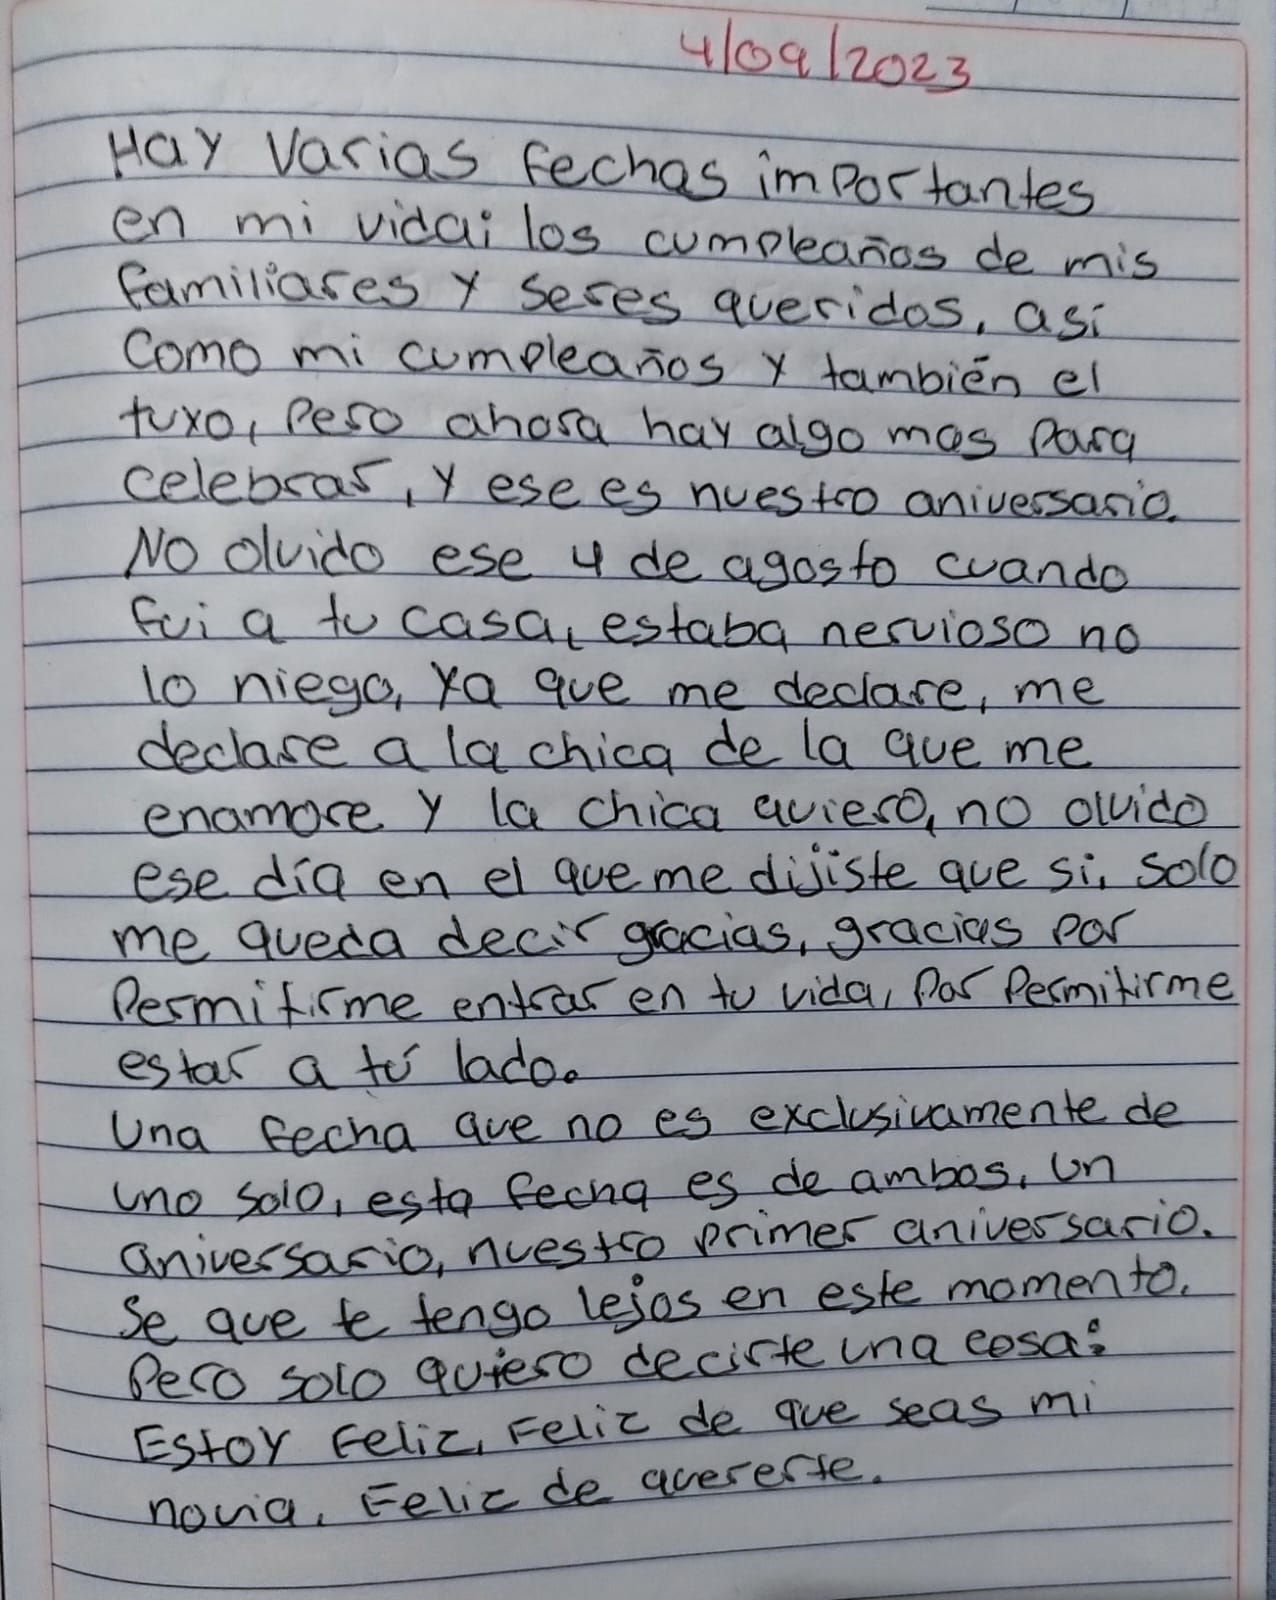 4/09/2023
Hay varias fechas importantes
en mi vida; los cumpleaños de mis
familiares y seres queridos, así
como mi cumpleaños y también el
tuyo, pero ahora hay algo mas para
celebrar, y ese es nuestro aniversario.
No olvido ese 4 de agosto cuando
fui a tu casa, estaba nervioso no
lo niego, ya que me declare, me
declare a la chica de la que me
enamore y la chica quiero, no olvido
ese día en el que me dijiste que si, solo
me queda decir gracias, gracias por
permitirme entrar en tu vida, por permitirme
estar a tú lado.
Una fecha que no es exclusivamente de
uno solo, esta fecha es de ambos, un
aniversario, nuestro primer aniversario.
Se que te tengo lejos en este momento.
Pero solo quiero decirte una cosa:
Estoy feliz, Feliz de que seas mi
novia, Feliz de quererte.